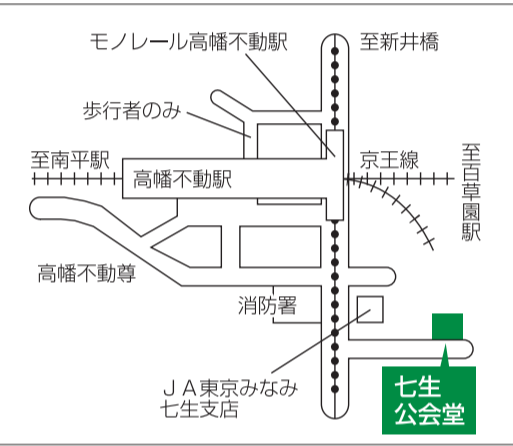 モノレール高幡不動駅
至新井橋
歩行者のみ
至南平駅
高幡不動駅
京王線
至百草園駅
高幡不動尊
消防署
ＪＡ東京みなみ
七生支店
七生
公会堂